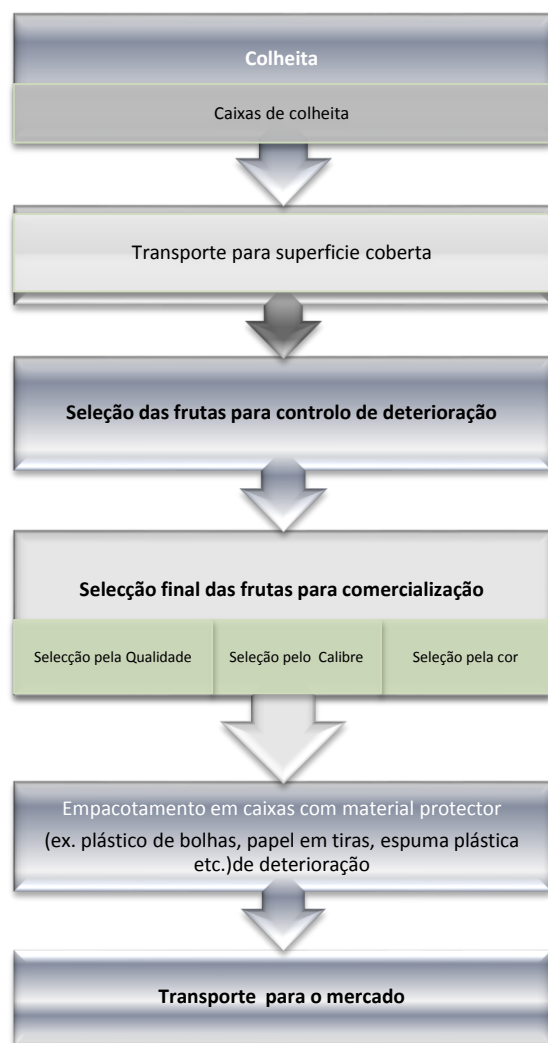 Colheita
Caixas de colheita
Transporte para superficie coberta
Seleção das frutas para controlo de deterioração
Selecção final das frutas para comercialização
Selecção pela Qualidade
Seleção pelo Calibre
Seleção pela cor
Empacotamento em caixas com material protector
(ex. plástico de bolhas, papel em tiras, espuma plástica
etc.)de deterioração
Transporte para o mercado